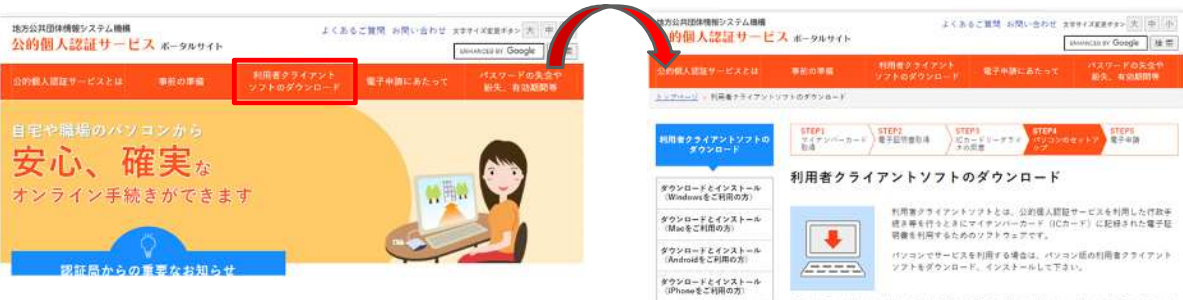 地方公共団体情報システム機構
公的個人認証サービス ポータルサイト
よくあるご質問 お問い合わせ 文字サイズ変更ボタン 大 中
ENHANCED BY Google
公的個人認証サービスとは
事前の準備
利用者クライアント
ソフトのダウンロード
電子申請にあたって
パスワードの失念や
紛失、有効期間等
自宅や職場のパソコンから
安心、確実な
オンライン手続きができます
認証局からの重要なお知らせ
地方公共団体情報システム機構
的個人認証サービス ポータルサイト
よくあるご質問 お問い合わせ 文字サイズ変更ボタン 大 中 小
ENHANCED BY Google 検索
公的個人認証サービスとは
事前の準備
利用者クライアント
ソフトのダウンロード
電子申請にあたって
パスワードの失念や
紛失、有効期間等
トップページ > 利用者クライアントソフトのダウンロード
利用者クライアントソフトの
ダウンロード
STEP1
マイナンバーカード
取得
STEP2
電子証明書取得
STEP3
ICカードリーダライ
タの用意
STEP4
パソコンのセットア
ップ
STEP5
電子申請
利用者クライアントソフトのダウンロード
ダウンロードとインストール
(Windowsをご利用の方)
ダウンロードとインストール
(Macをご利用の方)
ダウンロードとインストール
(Androidをご利用の方)
ダウンロードとインストール
(iPhoneをご利用の方)
利用者クライアントソフトとは、公的個人認証サービスを利用した行政手
続き等を行うときにマイナンバーカード（ICカード）に記録された電子証
明書を利用するためのソフトウェアです。
パソコンでサービスを利用する場合は、パソコン版の利用者クライアント
ソフトをダウンロード、インストールして下さい。